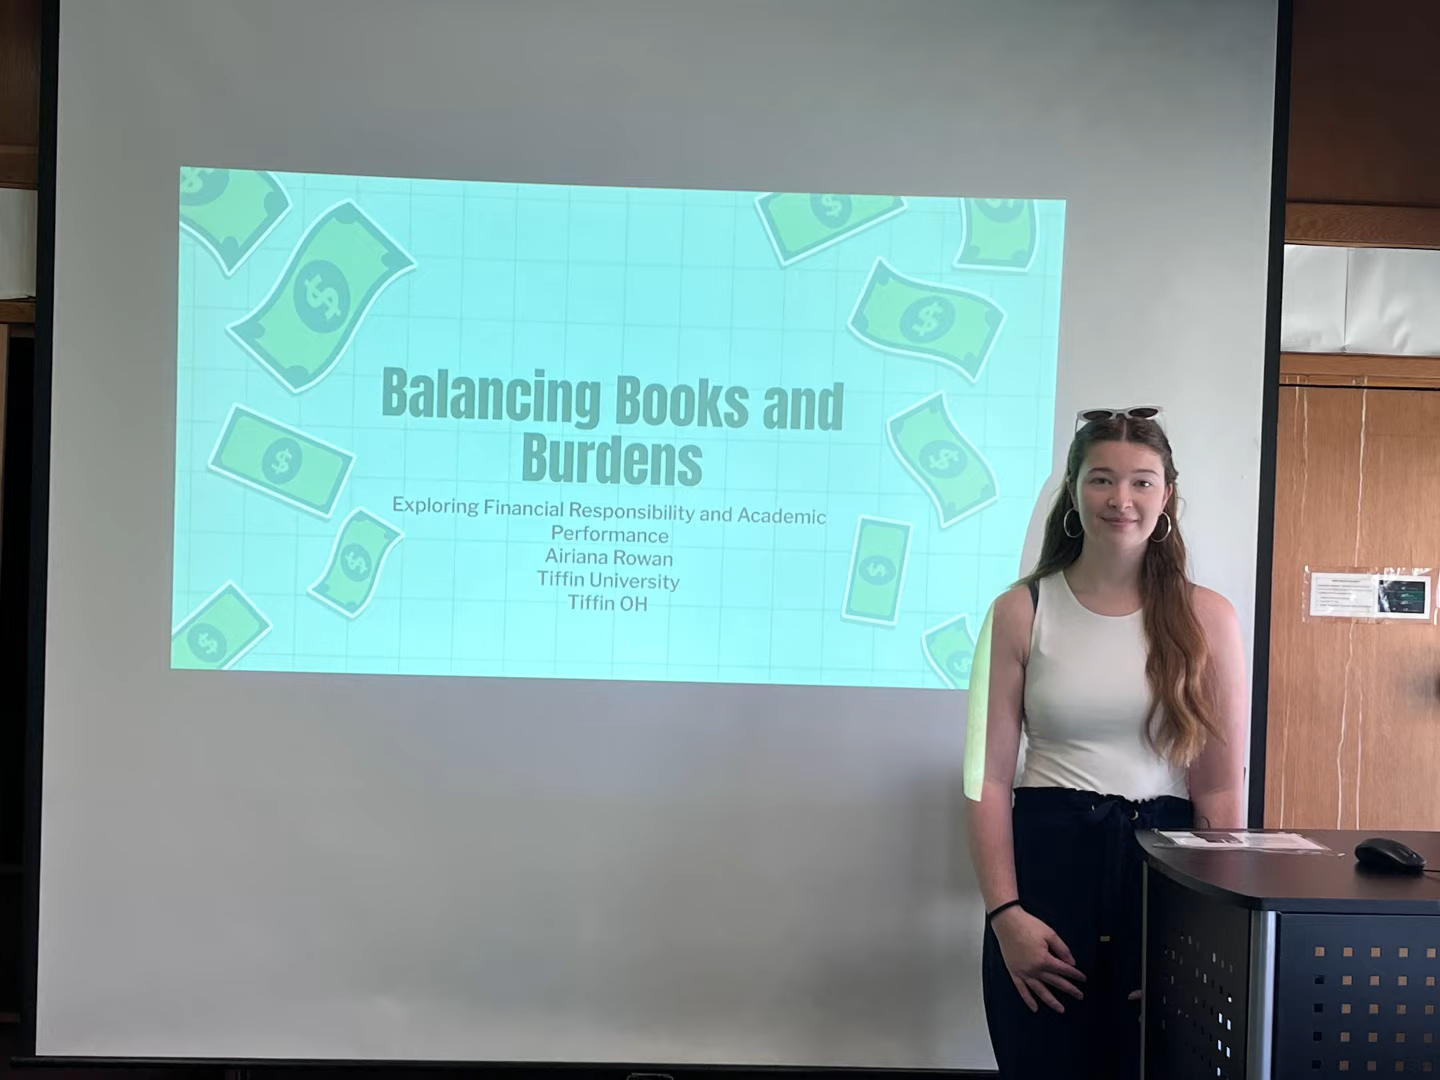 Balancing Books and
Burdens
Exploring Financial Responsibility and Academic
Performance
Airiana Rowan
Tiffin University
Tiffin OH
$
$
$
$
$
$
$
$
$
$
$
$